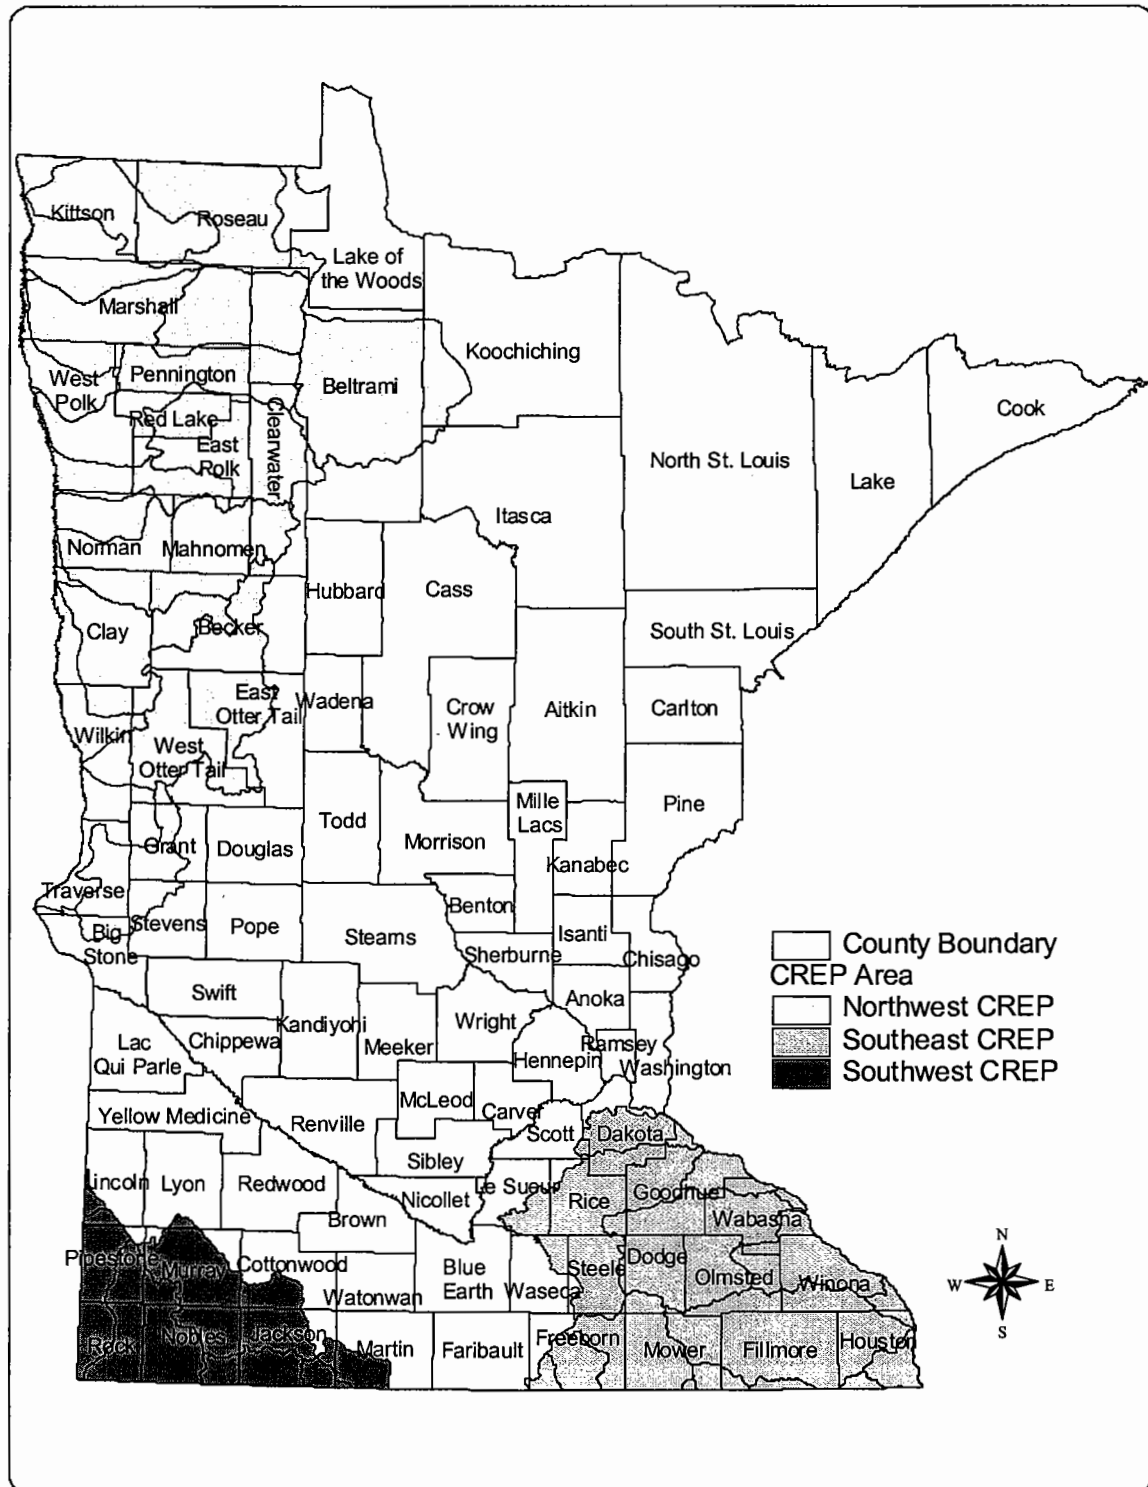 Kittson
Roseau
Lake of
the Woods
Marshall
Koochiching
West
Polk
Pennington
Beltrami
Red Lake
East
Polk
Clearwater
North St. Louis
Lake
Cook
Itasca
Norman
Mahnomen
Hubbard
Cass
Clay
Becker
South St. Louis
East
Otter Tail
Wadena
Crow
Wing
Aitkin
Carlton
Wilkin
West
Otter Tail
Todd
Mille
Lacs
Pine
Grant
Douglas
Morrison
Kanabec
Traverse
Big
Stone
Stevens
Pope
Stearns
Benton
Isanti
Sherburne
Chisago
Swift
Anoka
Lac
Qui Parle
Chippewa
Kandiyohi
Meeker
Wright
Hennepin
Ramsey
Washington
Yellow Medicine
Renville
McLeod
Carver
Scott
Dakota
Sibley
Lincoln
Lyon
Redwood
Nicollet
Le Sueur
Rice
Goodhue
Wabasha
Brown
Pipestone
Murray
Cottonwood
Watonwan
Blue
Earth
Waseca
Steele
Dodge
Olmsted
Winona
Rock
Nobles
Jackson
Martin
Faribault
Freeborn
Mower
Fillmore
Houston
County Boundary
CREP Area
Northwest CREP
Southeast CREP
Southwest CREP
N
W
E
S